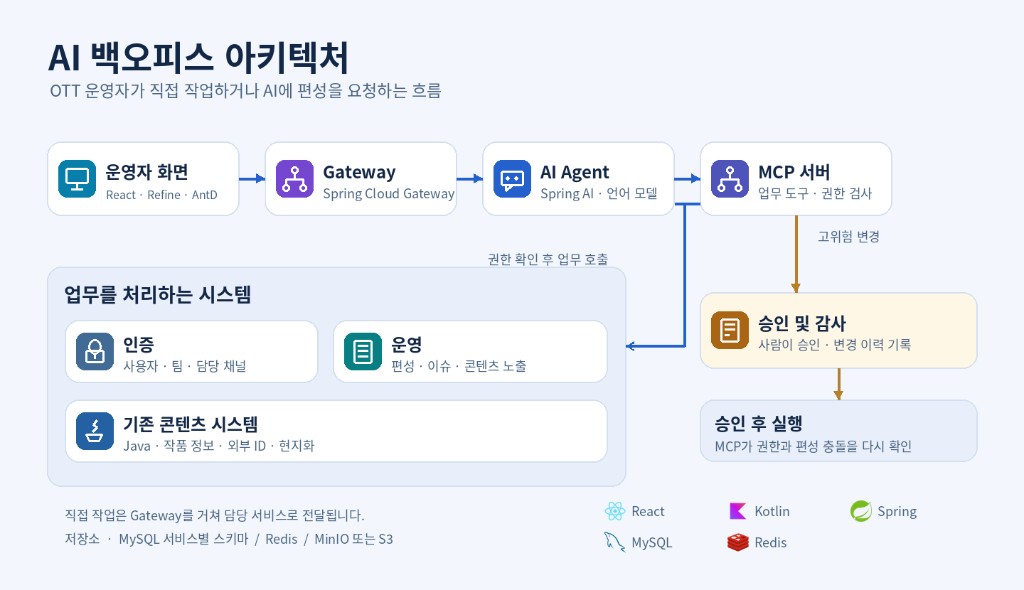 AI 백오피스 아키텍처
OTT 운영자가 직접 작업하거나 AI에 편성을 요청하는 흐름
운영자 화면
React · Refine · AntD
Gateway
Spring Cloud Gateway
AI Agent
Spring AI · 언어 모델
MCP 서버
업무 도구 · 권한 검사
고위험 변경
권한 확인 후 업무 호출
업무를 처리하는 시스템
인증
사용자 · 팀 · 담당 채널
운영
편성 · 이슈 · 콘텐츠 노출
기존 콘텐츠 시스템
Java · 작품 정보 · 외부 ID · 현지화
승인 및 감사
사람이 승인 · 변경 이력 기록
승인 후 실행
MCP가 권한과 편성 충돌을 다시 확인
직접 작업은 Gateway를 거쳐 담당 서비스로 전달됩니다.
저장소 · MySQL 서비스별 스키마 / Redis / MinIO 또는 S3
React
Kotlin
Spring
MySQL
Redis